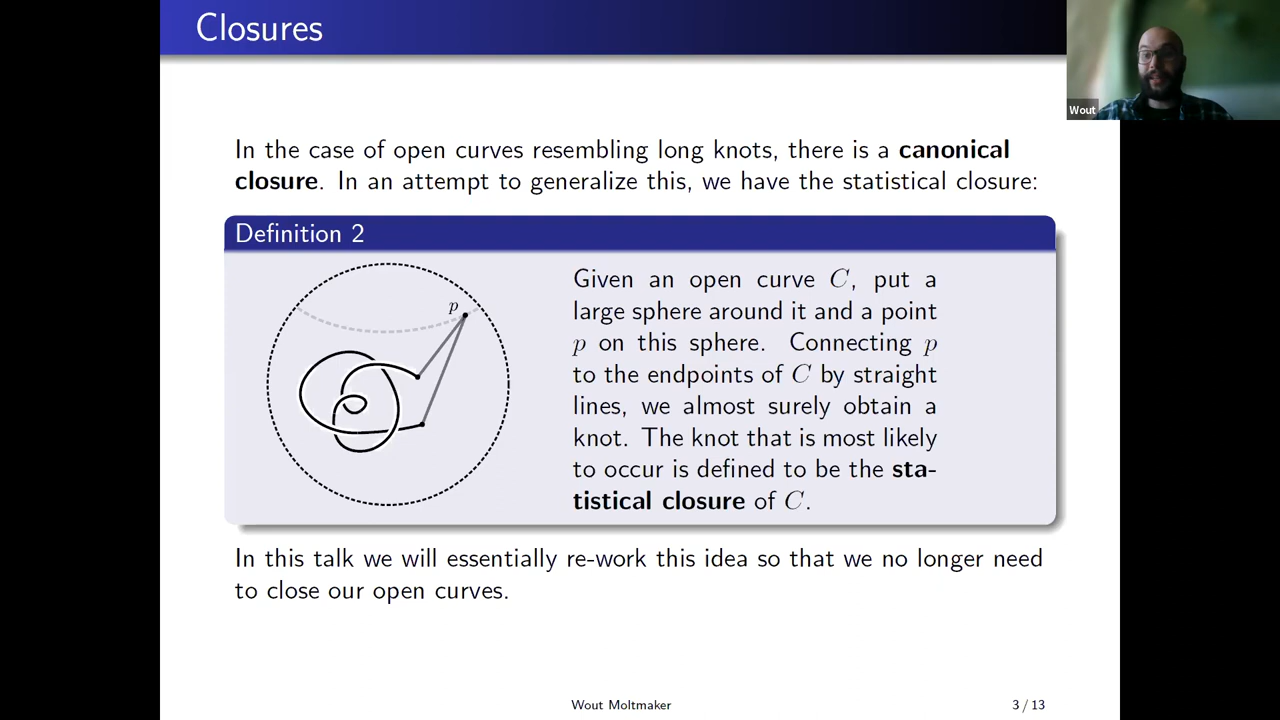 Closures
Wout
In the case of open curves resembling long knots, there is a canonical
closure. In an attempt to generalize this, we have the statistical closure:
Definition 2
p
Given an open curve C, put a
large sphere around it and a point
p on this sphere. Connecting p
to the endpoints of C by straight
lines, we almost surely obtain a
knot. The knot that is most likely
to occur is defined to be the sta-
tistical closure of C.
In this talk we will essentially re-work this idea so that we no longer need
to close our open curves.
Wout Moltmaker
3 / 13